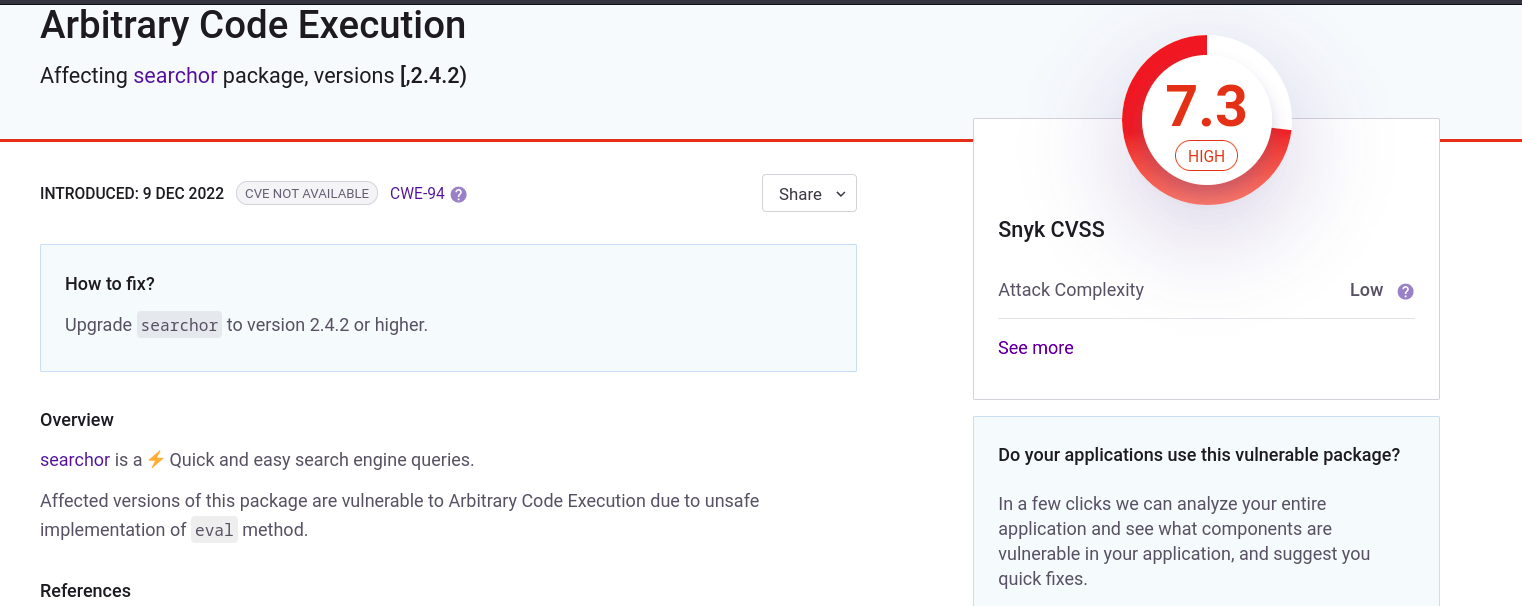 Arbitrary Code Execution
Affecting searchor package, versions [,2.4.2)
7.3
HIGH
INTRODUCED: 9 DEC 2022 CVE NOT AVAILABLE CWE-94 ?
Share
Snyk CVSS
Attack Complexity Low ?
See more
How to fix?
Upgrade searchor to version 2.4.2 or higher.
Overview
searchor is a ⚡ Quick and easy search engine queries.
Affected versions of this package are vulnerable to Arbitrary Code Execution due to unsafe
implementation of eval method.
References
Do your applications use this vulnerable package?
In a few clicks we can analyze your entire
application and see what components are
vulnerable in your application, and suggest you
quick fixes.